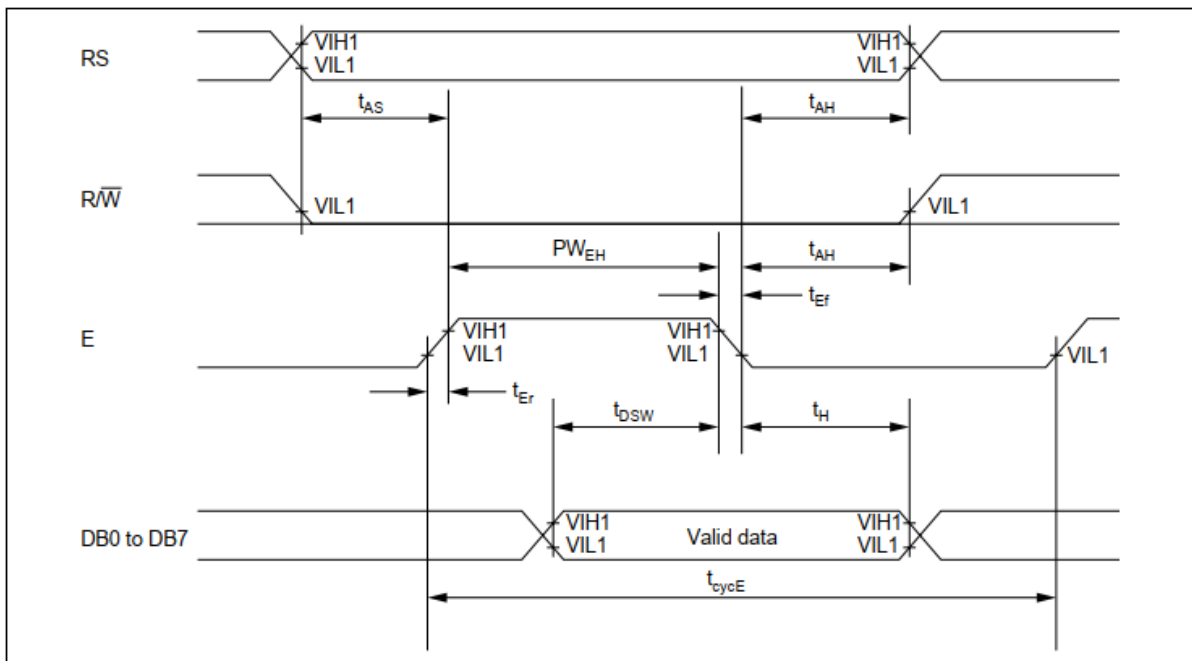 RS
VIH1
VIL1
VIH1
VIL1
tAS
tAH
R/W̅
VIL1
VIL1
PWEH
tAH
tEf
E
VIH1
VIL1
VIH1
VIL1
VIL1
tEr
tDSW
tH
DB0 to DB7
VIH1
VIL1
Valid data
VIH1
VIL1
tcycE